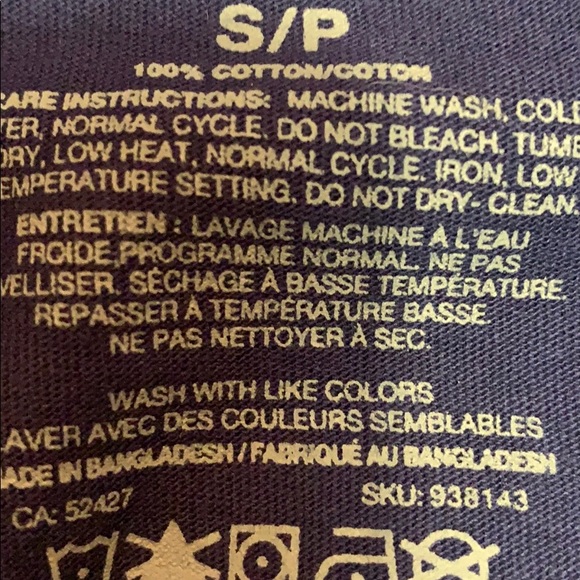 S/P
100% COTTON/COTON
CARE INSTRUCTIONS: MACHINE WASH, COLD
TER, NORMAL CYCLE. DO NOT BLEACH. TUMB
DRY, LOW HEAT, NORMAL CYCLE. IRON, LOW
TEMPERATURE SETTING. DO NOT DRY-CLEAN.
ENTRETIEN : LAVAGE MACHINE À L'EAU
FROIDE,PROGRAMME NORMAL. NE PAS
VELLISER. SÉCHAGE À BASSE TEMPÉRATURE.
REPASSER À TEMPÉRATURE BASSE
NE PAS NETTOYER À SEC.
WASH WITH LIKE COLORS
LAVER AVEC DES COULEURS SEMBLABLES
MADE IN BANGLADESH / FABRIQUÉ AU BANGLADESH
CA: 52427 SKU: 938143